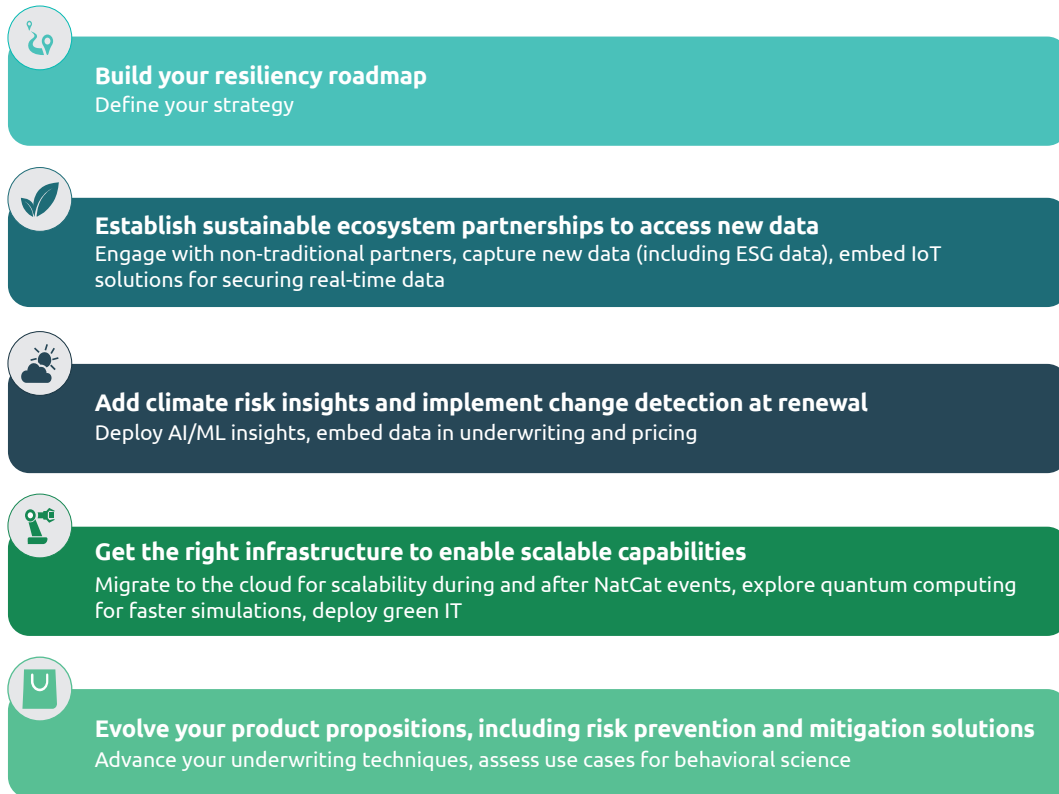 Build your resiliency roadmap
Define your strategy
Establish sustainable ecosystem partnerships to access new data
Engage with non-traditional partners, capture new data (including ESG data), embed IoT
solutions for securing real-time data
Add climate risk insights and implement change detection at renewal
Deploy AI/ML insights, embed data in underwriting and pricing
Get the right infrastructure to enable scalable capabilities
Migrate to the cloud for scalability during and after NatCat events, explore quantum computing
for faster simulations, deploy green IT
Evolve your product propositions, including risk prevention and mitigation solutions
Advance your underwriting techniques, assess use cases for behavioral science